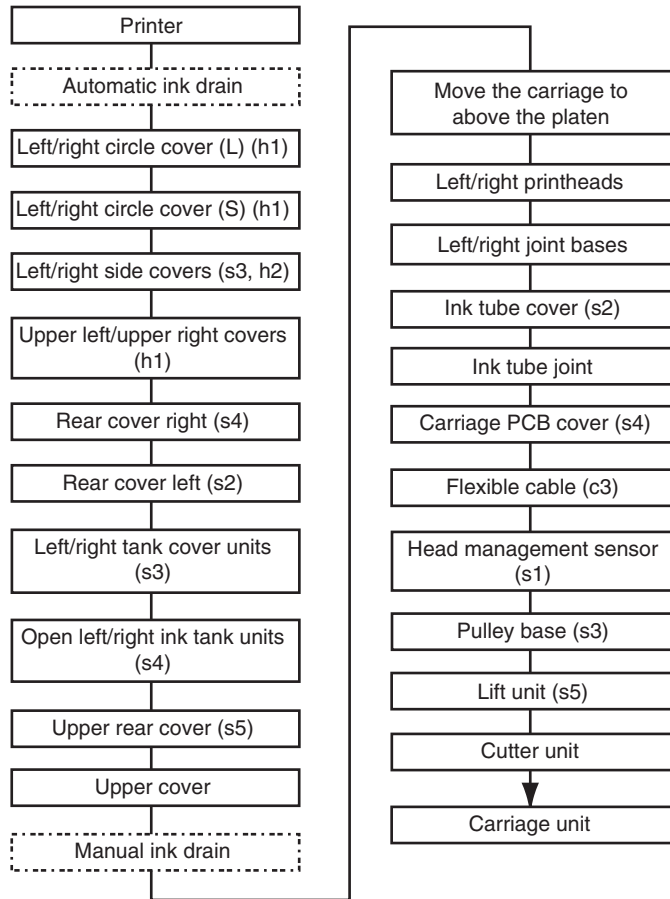 Printer
Automatic ink drain
Left/right circle cover (L) (h1)
Left/right circle cover (S) (h1)
Left/right side covers (s3, h2)
Upper left/upper right covers
(h1)
Rear cover right (s4)
Rear cover left (s2)
Left/right tank cover units
(s3)
Open left/right ink tank units
(s4)
Upper rear cover (s5)
Upper cover
Manual ink drain
Move the carriage to
above the platen
Left/right printheads
Left/right joint bases
Ink tube cover (s2)
Ink tube joint
Carriage PCB cover (s4)
Flexible cable (c3)
Head management sensor
(s1)
Pulley base (s3)
Lift unit (s5)
Cutter unit
Carriage unit